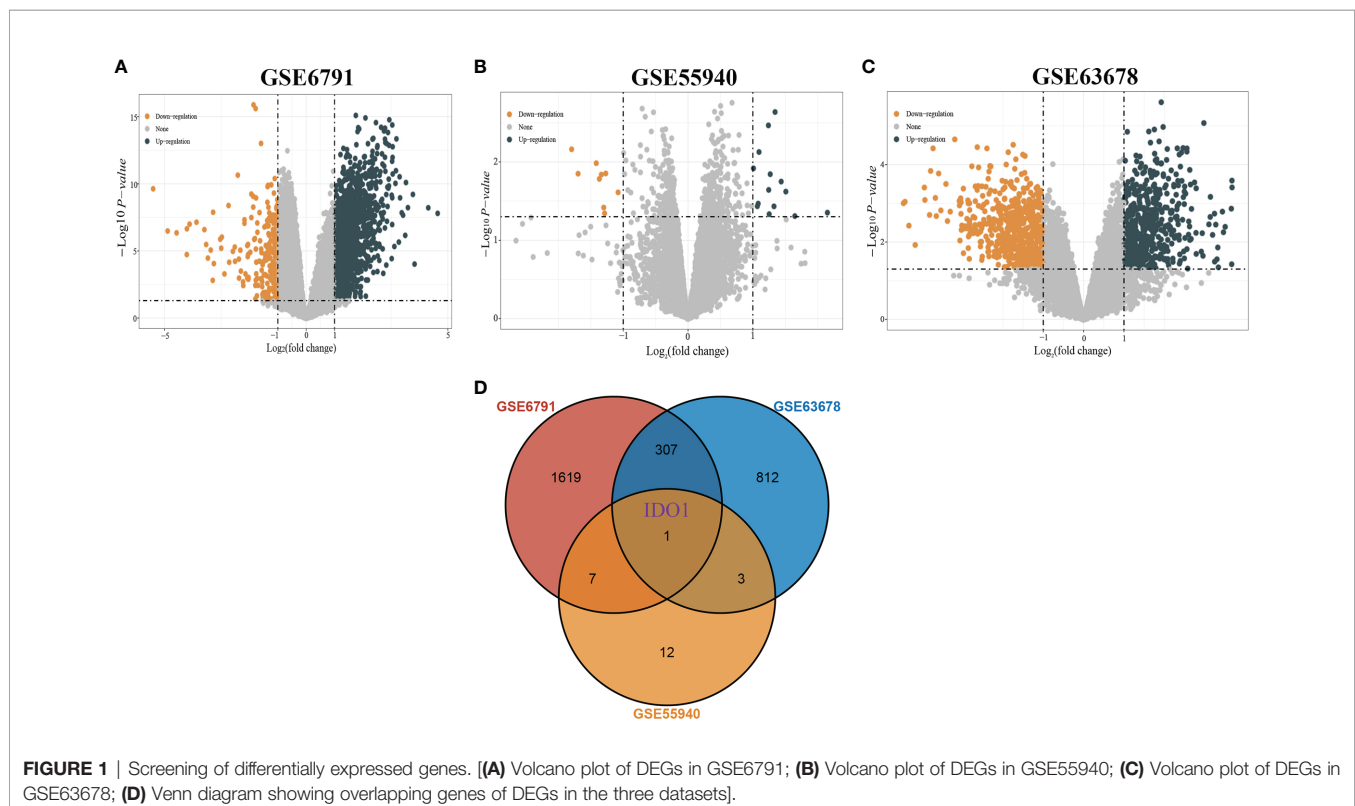 A
GSE6791
Down-regulation
None
Up-regulation
15
10
5
0
-Log10 P-value
-5
-1
0
1
5
Log2(fold change)
B
GSE55940
Down-regulation
None
Up-regulation
2
1
0
-Log10 P-value
-1
0
1
Log2(fold change)
C
GSE63678
Down-regulation
None
Up-regulation
4
2
0
-Log10 P-value
-1
0
1
Log2(fold change)
D
GSE6791
GSE63678
307
1619
812
IDO1
1
7
3
12
GSE55940
FIGURE 1 | Screening of differentially expressed genes. [(A) Volcano plot of DEGs in GSE6791; (B) Volcano plot of DEGs in GSE55940; (C) Volcano plot of DEGs in
GSE63678; (D) Venn diagram showing overlapping genes of DEGs in the three datasets].